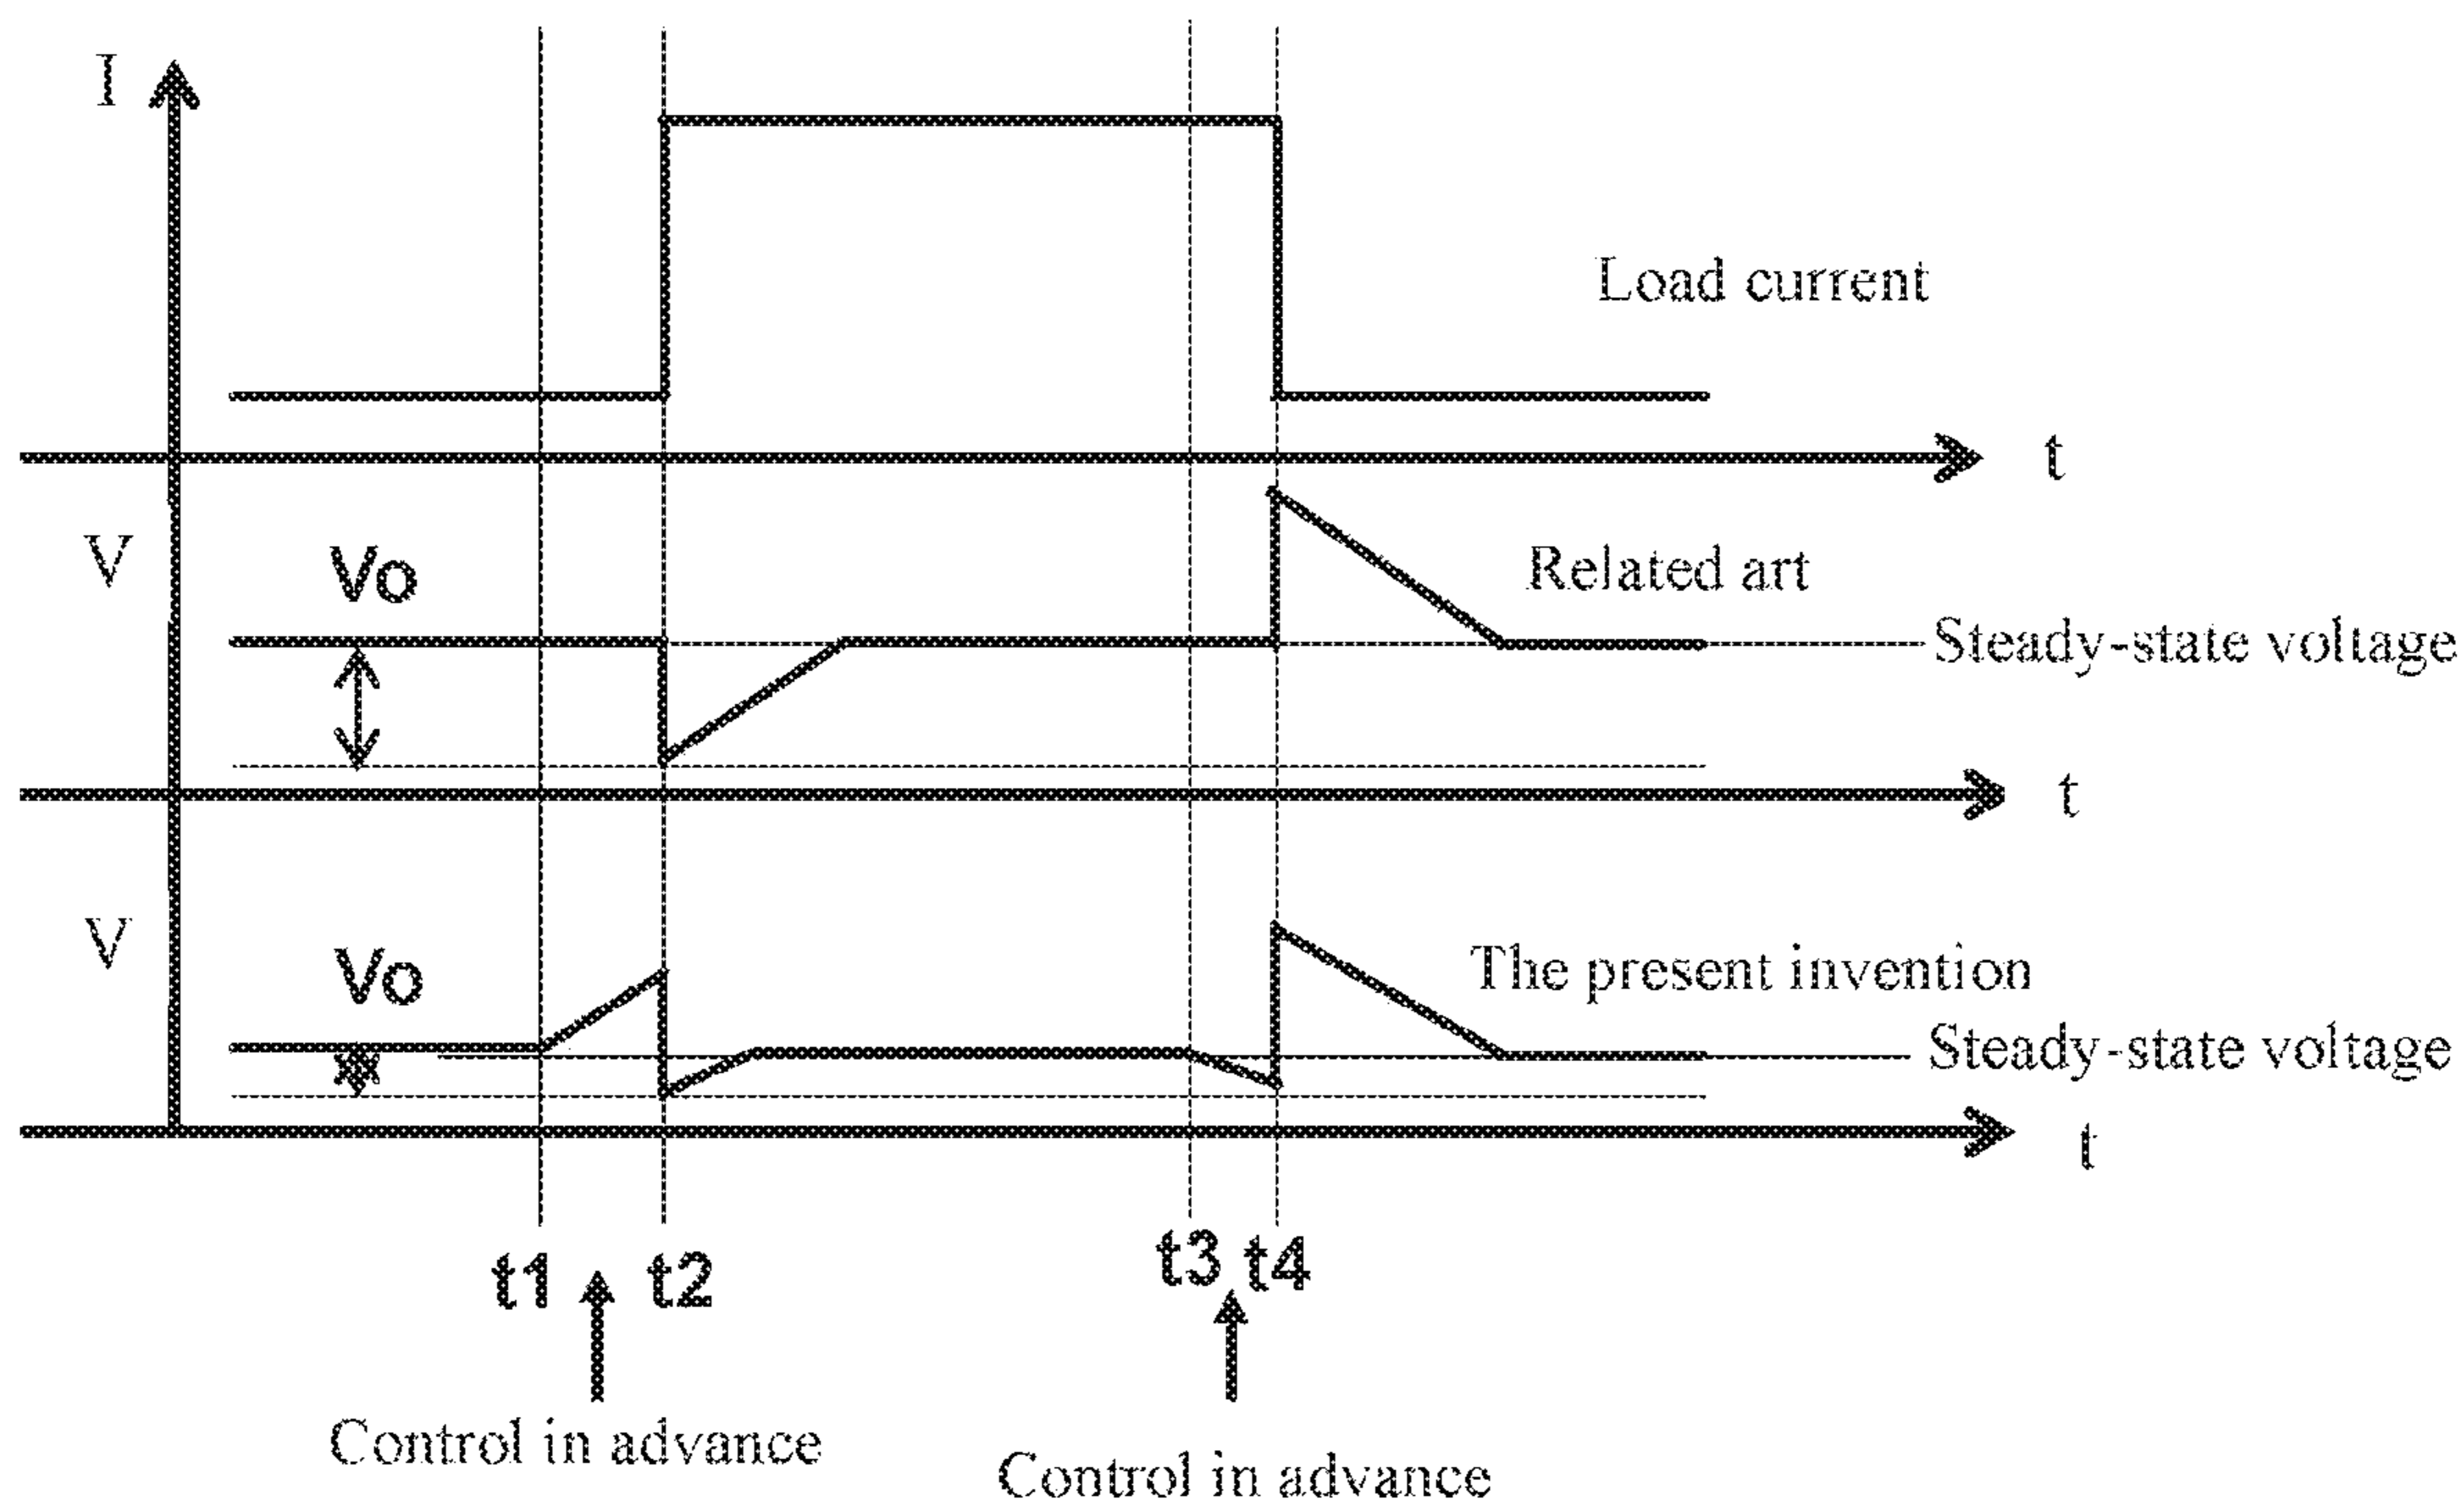 I
Load current
t
V
Vo
Related art
Steady-state voltage
t
V
Vo
The present invention
Steady-state voltage
t
t1
t2
t3
t4
Control in advance
Control in advance